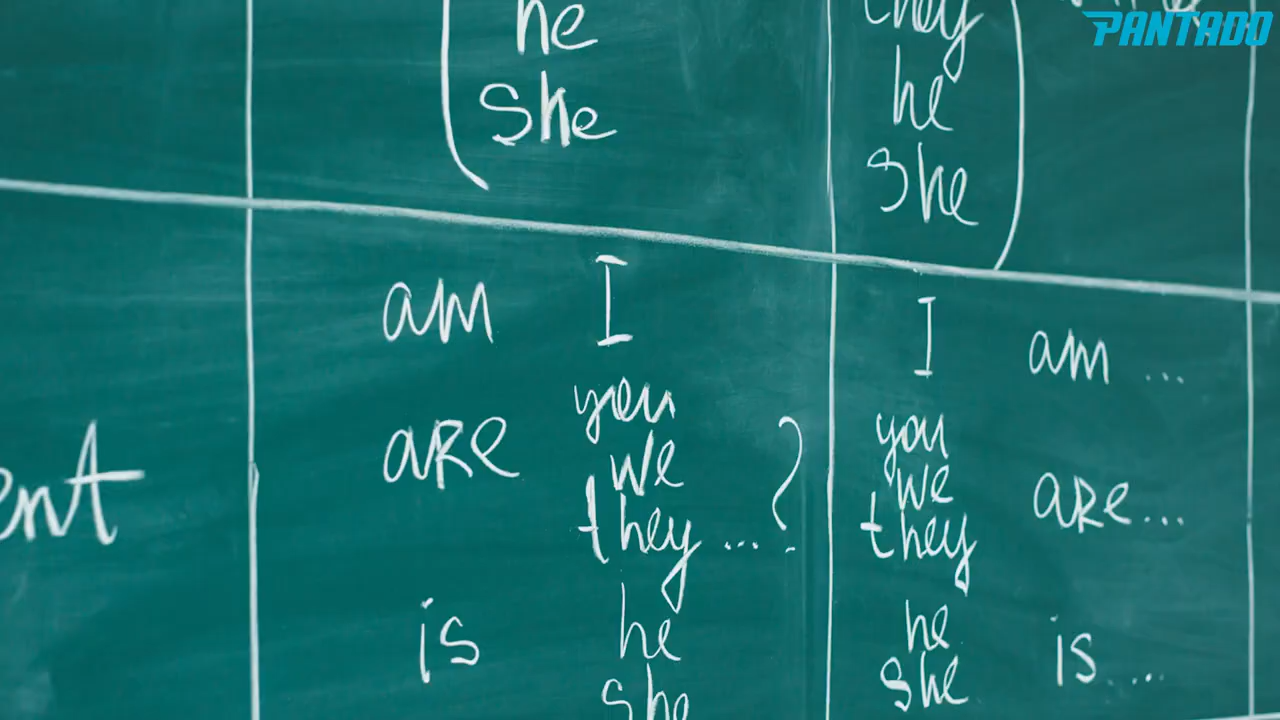 PANTADO
he
she
they
he
she
am I
you
are we
they ... ?
is he
she
I am ...
you
we are ...
they
he
she is ...